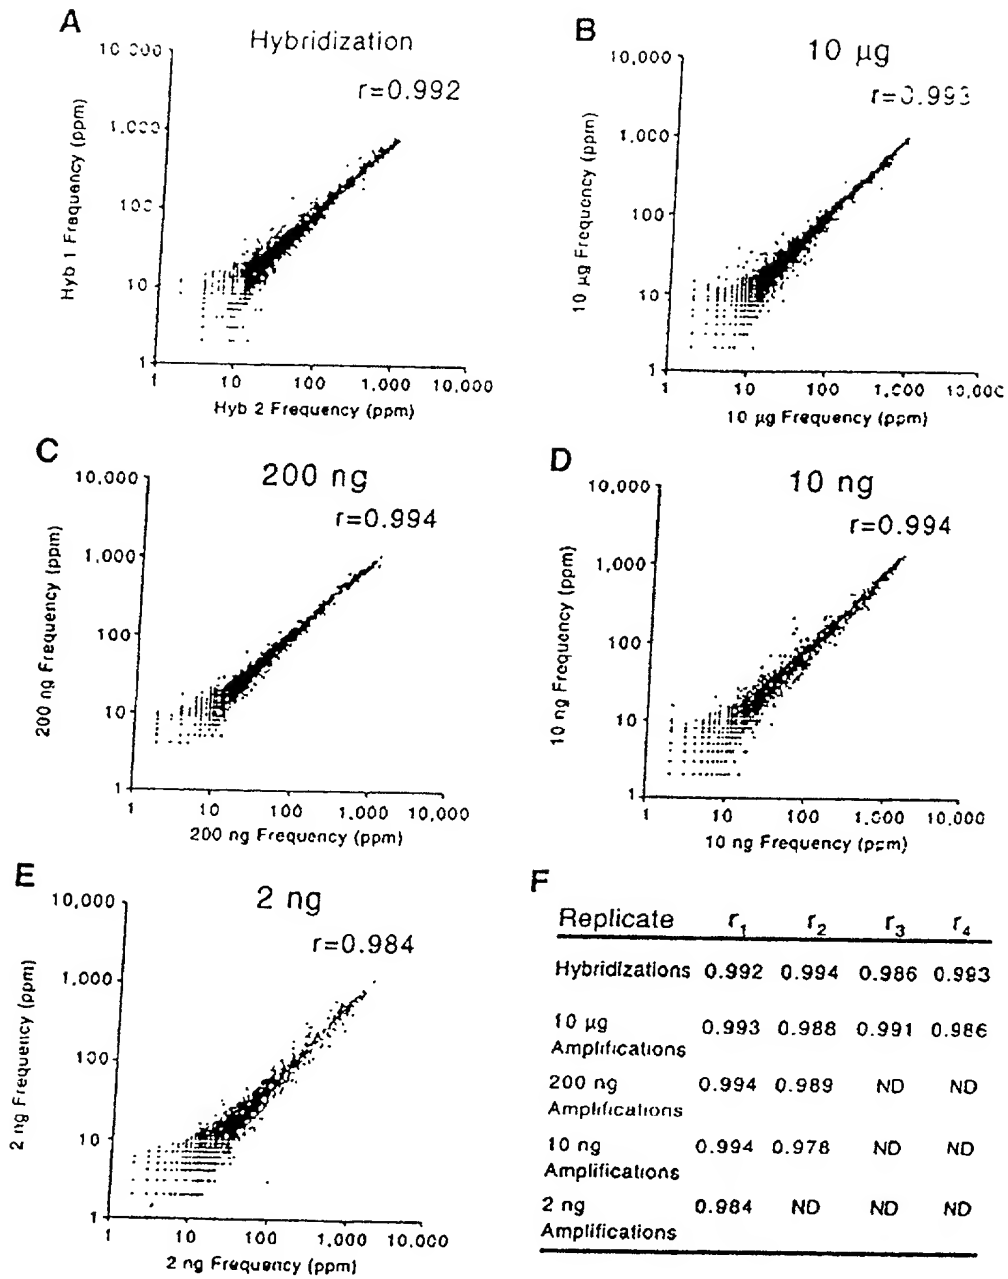 A
Hybridization
r=0.992
10 000
1,000
100
10
1
Hyb 1 Frequency (ppm)
1 10 100 1,000 10,000
Hyb 2 Frequency (ppm)
B
10 µg
r=0.993
10,000
1,000
100
10
1
10 µg Frequency (ppm)
1 10 100 1,000 10,000
10 µg Frequency (ppm)
C
200 ng
r=0.994
10,000
1,000
100
10
1
200 ng Frequency (ppm)
1 10 100 1,000 10,000
200 ng Frequency (ppm)
D
10 ng
r=0.994
10,000
1,000
100
10
1
10 ng Frequency (ppm)
1 10 100 1,000 10,000
10 ng Frequency (ppm)
E
2 ng
r=0.984
10,000
1,000
100
10
1
2 ng Frequency (ppm)
1 10 100 1,000 10,000
2 ng Frequency (ppm)
F
Replicate r1 r2 r3 r4
Hybridizations 0.992 0.994 0.986 0.993
10 µg 0.993 0.988 0.991 0.986
Amplifications
200 ng 0.994 0.989 ND ND
Amplifications
10 ng 0.994 0.978 ND ND
Amplifications
2 ng 0.984 ND ND ND
Amplifications